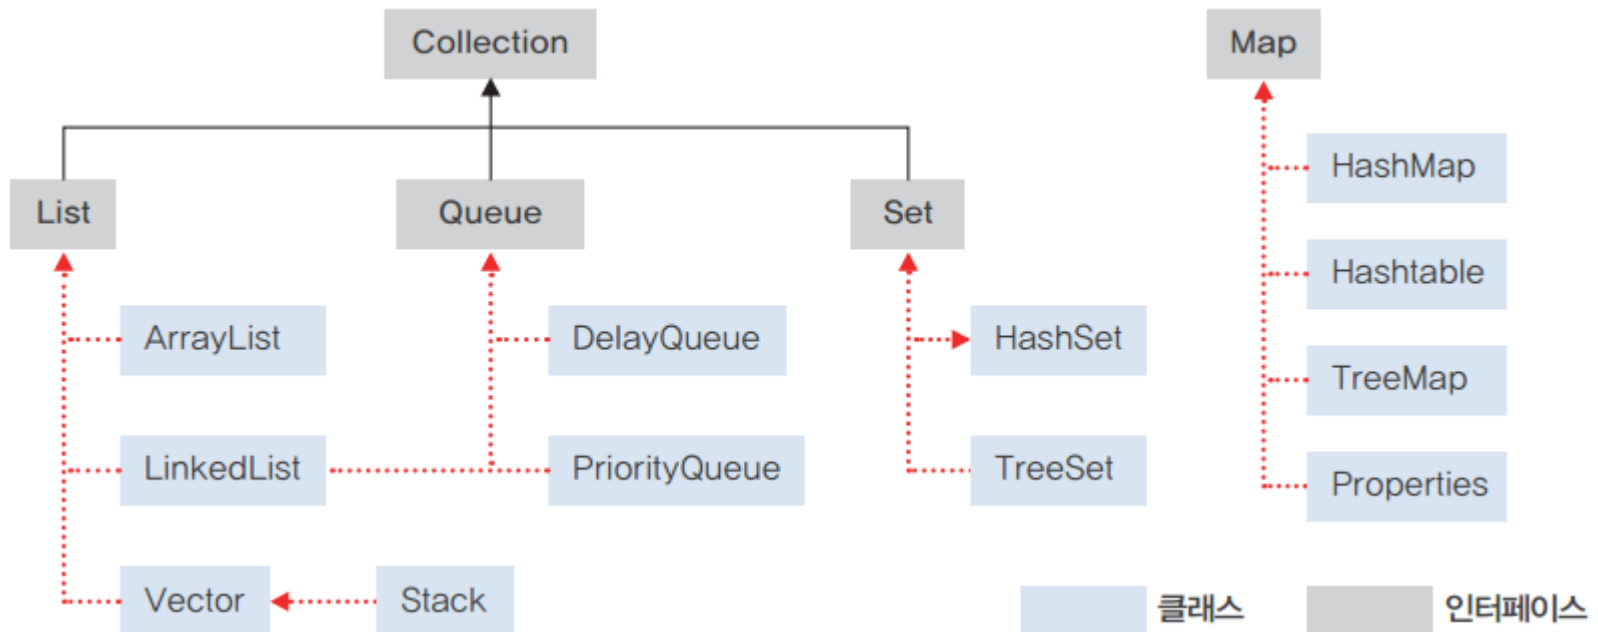 Collection
Map
HashMap
List
Queue
Set
Hashtable
ArrayList
DelayQueue
HashSet
TreeMap
LinkedList
PriorityQueue
TreeSet
Properties
Vector
Stack
클래스
인터페이스